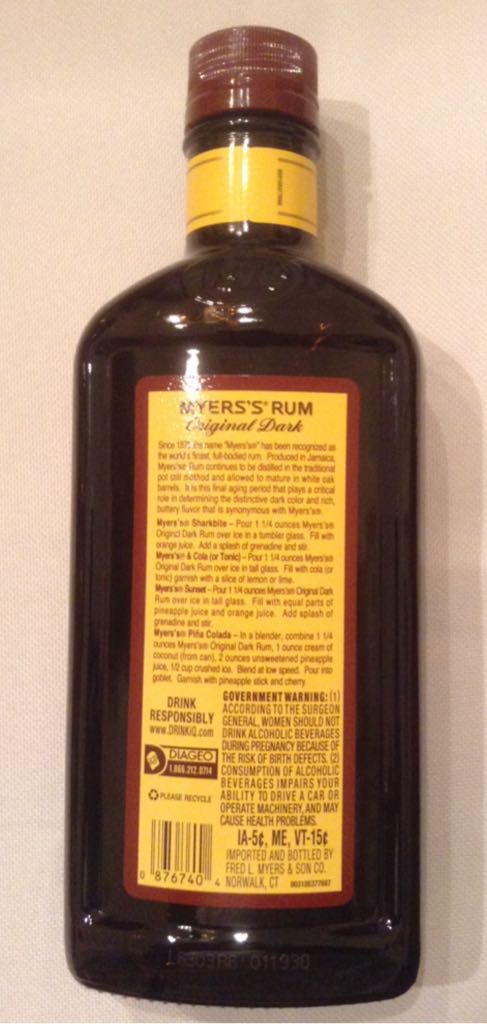 MYERS'S® RUM
Original Dark
Since 1879, the name "Myers'sm" has been recognized as
the world's finest, full-bodied rum. Produced in Jamaica,
Myers'sm Rum continues to be distilled in the traditional
pot still method and allowed to mature in white oak
barrels. It is this final aging period that plays a critical
role in determining the distinctive dark color and rich,
buttery flavor that is synonymous with Myers'sm.
Myers'sm Sharkbite – Pour 1 1/4 ounces Myers'sm
Original Dark Rum over ice in a tumbler glass. Fill with
orange juice. Add a splash of grenadine and stir.
Myers'sm & Cola (or Tonic) – Pour 1 1/4 ounces Myers'sm
Original Dark Rum over ice in tall glass. Fill with cola (or
tonic) garnish with a slice of lemon or lime.
Myers'sm Sunset – Pour 1 1/4 ounces Myers'sm Original Dark
Rum over ice in tall glass. Fill with equal parts of
pineapple juice and orange juice. Add splash of
grenadine and stir.
Myers'sm Piña Colada – In a blender, combine 1 1/4
ounces Myers'sm Original Dark Rum, 1 ounce cream of
coconut (from can), 2 ounces unsweetened pineapple
juice, 1/2 cup crushed ice. Blend at low speed. Pour into
goblet. Garnish with pineapple stick and cherry.
DRINK
RESPONSIBLY
www.DRINKiQ.com
DIAGEO
1.866.212.0714
PLEASE RECYCLE
0 876740 4
GOVERNMENT WARNING: (1)
ACCORDING TO THE SURGEON
GENERAL, WOMEN SHOULD NOT
DRINK ALCOHOLIC BEVERAGES
DURING PREGNANCY BECAUSE OF
THE RISK OF BIRTH DEFECTS. (2)
CONSUMPTION OF ALCOHOLIC
BEVERAGES IMPAIRS YOUR
ABILITY TO DRIVE A CAR OR
OPERATE MACHINERY, AND MAY
CAUSE HEALTH PROBLEMS.
IA-5¢, ME, VT-15¢
IMPORTED AND BOTTLED BY
FRED L. MYERS & SON CO.
NORWALK, CT
011930